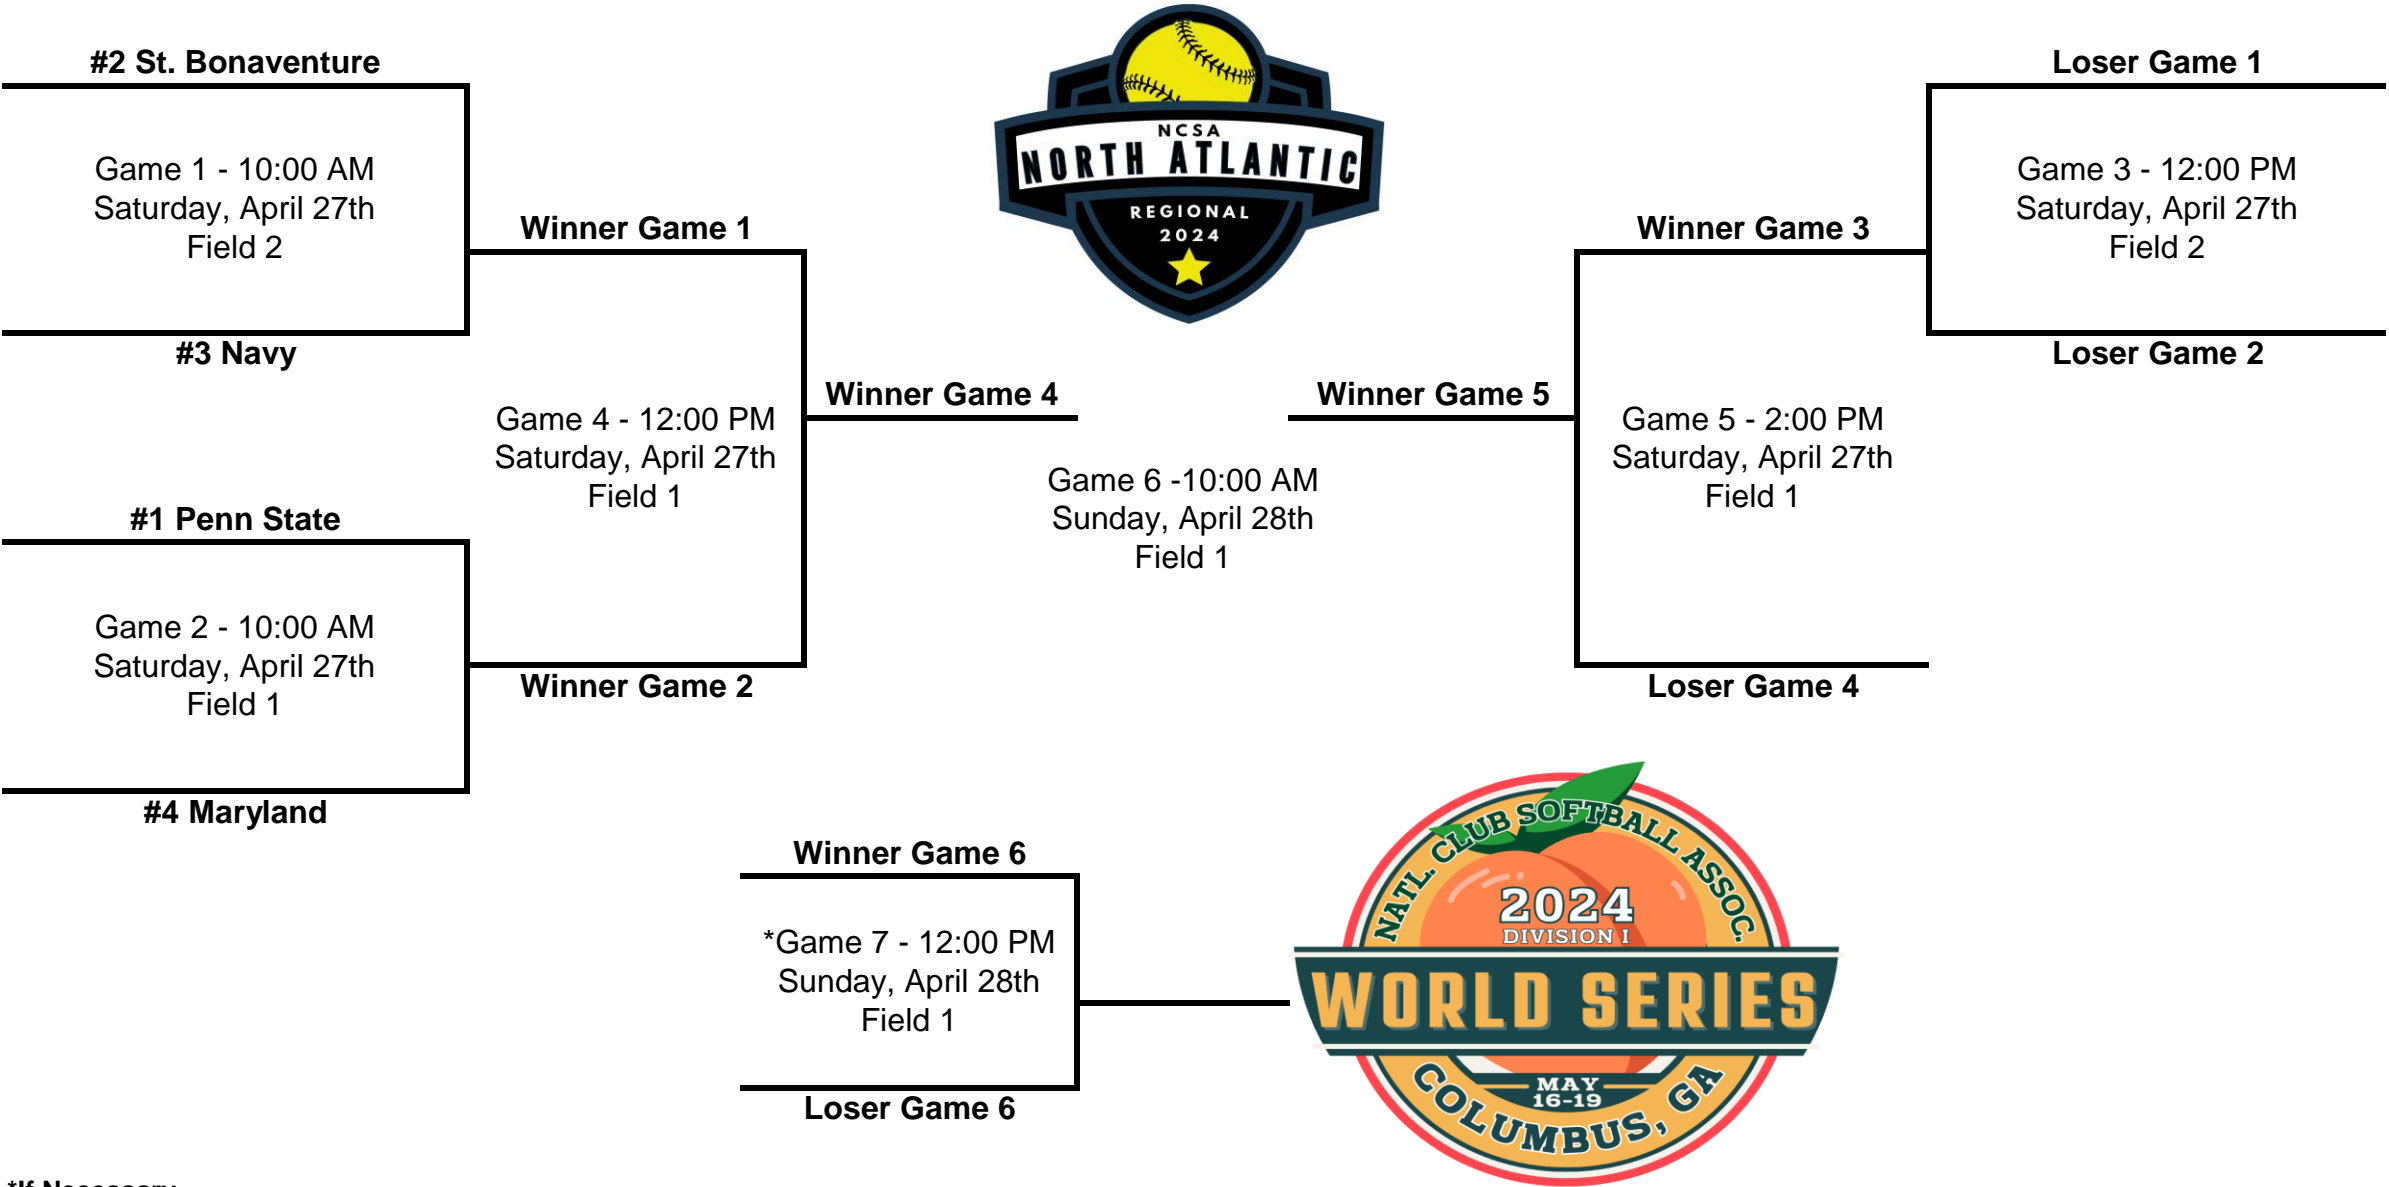 #2 St. Bonaventure
Game 1 - 10:00 AM
Saturday, April 27th
Field 2
#3 Navy
Winner Game 1
Game 4 - 12:00 PM
Saturday, April 27th
Field 1
Winner Game 2
#1 Penn State
Game 2 - 10:00 AM
Saturday, April 27th
Field 1
#4 Maryland
Winner Game 4
NCSA
NORTH ATLANTIC
REGIONAL
2024
Game 6 -10:00 AM
Sunday, April 28th
Field 1
Winner Game 5
Winner Game 3
Game 5 - 2:00 PM
Saturday, April 27th
Field 1
Loser Game 4
Loser Game 1
Game 3 - 12:00 PM
Saturday, April 27th
Field 2
Loser Game 2
Winner Game 6
*Game 7 - 12:00 PM
Sunday, April 28th
Field 1
Loser Game 6
NATL. CLUB SOFTBALL ASSOC.
2024
DIVISION I
WORLD SERIES
MAY
16-19
COLUMBUS, GA
*If Necessary